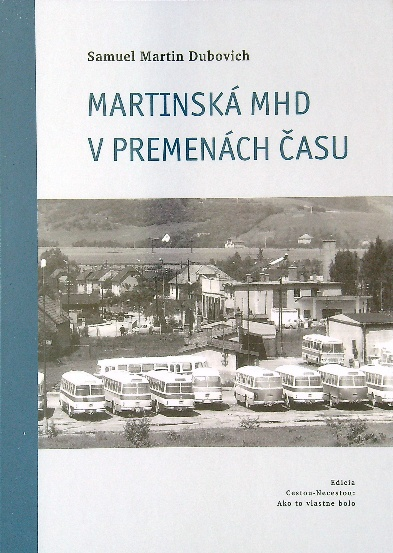 Samuel Martin Dubovich
MARTINSKÁ MHD
V PREMENÁCH ČASU
Edícia
Cestou-Necestou:
Ako to vlastne bolo